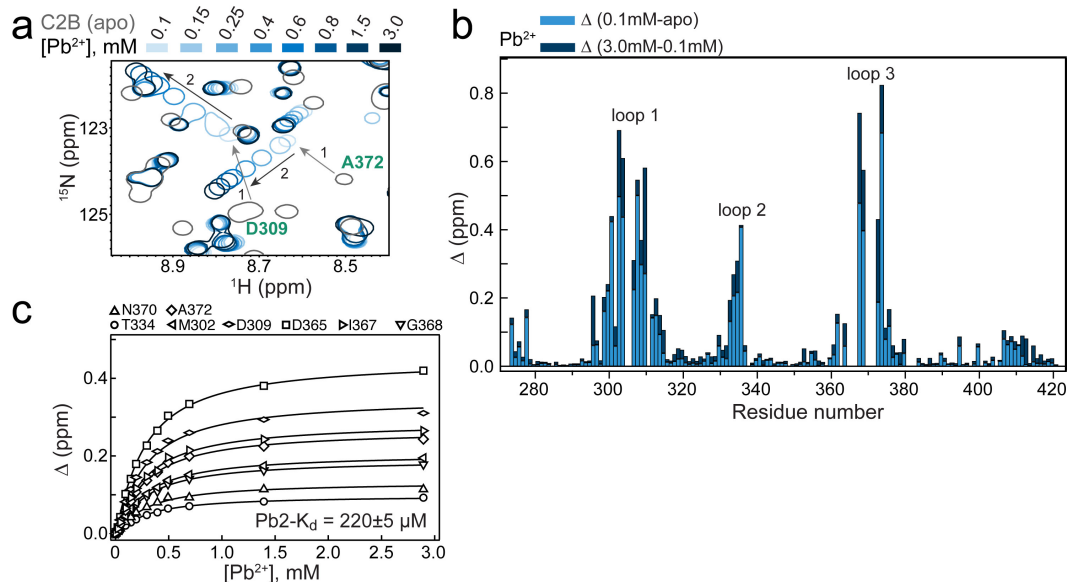 a
C2B (apo)
[Pb²⁺], mM
0.1 0.15 0.25 0.4 0.6 0.8 1.5 3.0
2
1
A372
2
1
D309
123
125
¹⁵N (ppm)
8.9 8.7 8.5
¹H (ppm)
b
Pb²⁺
Δ (0.1mM-apo)
Δ (3.0mM-0.1mM)
loop 1
loop 2
loop 3
0.8
0.6
0.4
0.2
0.0
Δ (ppm)
280 300 320 340 360 380 400 420
Residue number
c
N370 A372
T334 M302 D309 D365 I367 G368
0.4
0.2
0.0
Δ (ppm)
Pb2-K_d = 220±5 µM
0 0.5 1.0 1.5 2.0 2.5 3.0
[Pb²⁺], mM